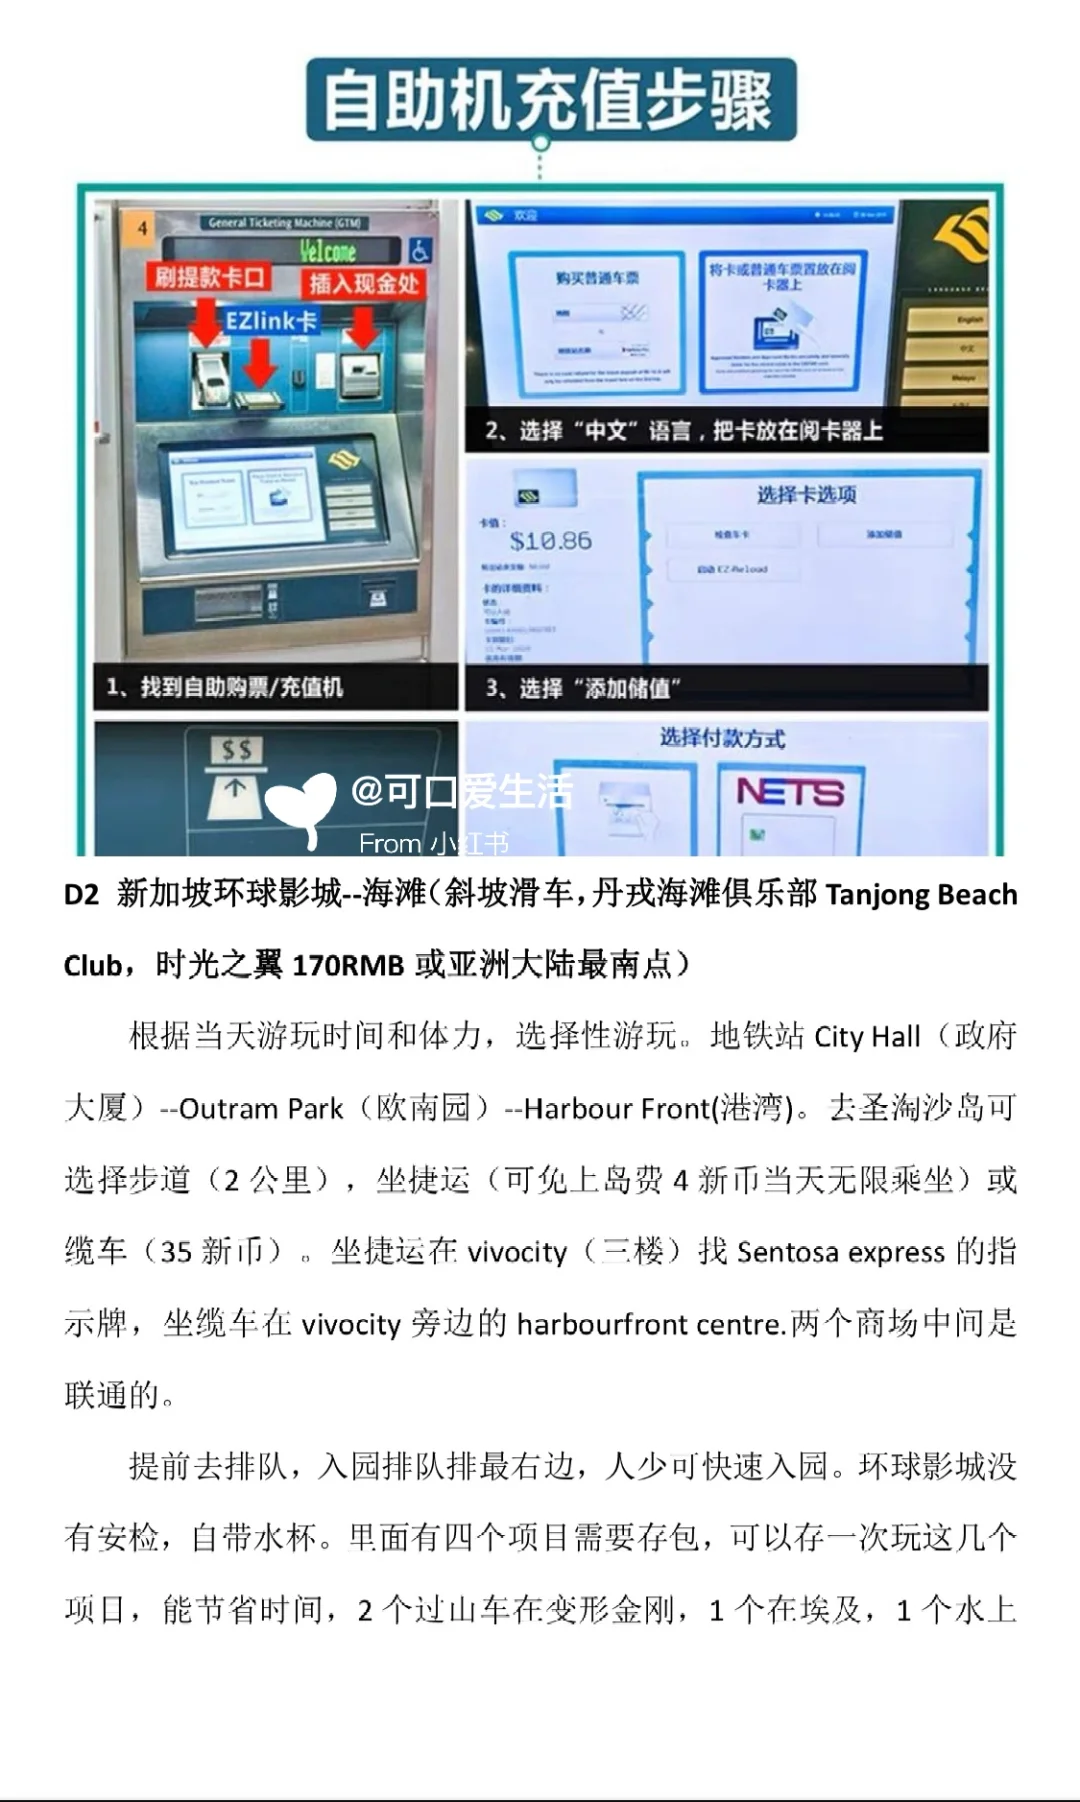 自助机充值步骤
4
General Ticketing Machine (GTM)
Welcome
刷提款卡口
插入现金处
EZlink卡
1、找到自助购票/充值机
欢迎
购买普通车票
将卡或普通车票置放在阅
卡器上
English
中文
Melayu
2、选择“中文”语言，把卡放在阅卡器上
卡值：
$10.86
卡的详细资料：
选择卡选项
检查车卡
添加储值
启动 EZ-Reload
3、选择“添加储值”
$$
选择付款方式
NETS
@可口爱生活
From 小红书
D2 新加坡环球影城--海滩（斜坡滑车，丹戎海滩俱乐部 Tanjong Beach
Club，时光之翼 170RMB 或亚洲大陆最南点）
根据当天游玩时间和体力，选择性游玩。地铁站 City Hall（政府
大厦）--Outram Park（欧南园）--Harbour Front(港湾)。去圣淘沙岛可
选择步道（2 公里），坐捷运（可免上岛费 4 新币当天无限乘坐）或
缆车（35 新币）。坐捷运在 vivocity（三楼）找 Sentosa express 的指
示牌，坐缆车在 vivocity 旁边的 harbourfront centre.两个商场中间是
联通的。
提前去排队，入园排队排最右边，人少可快速入园。环球影城没
有安检，自带水杯。里面有四个项目需要存包，可以存一次玩这几个
项目，能节省时间，2 个过山车在变形金刚，1 个在埃及，1 个水上